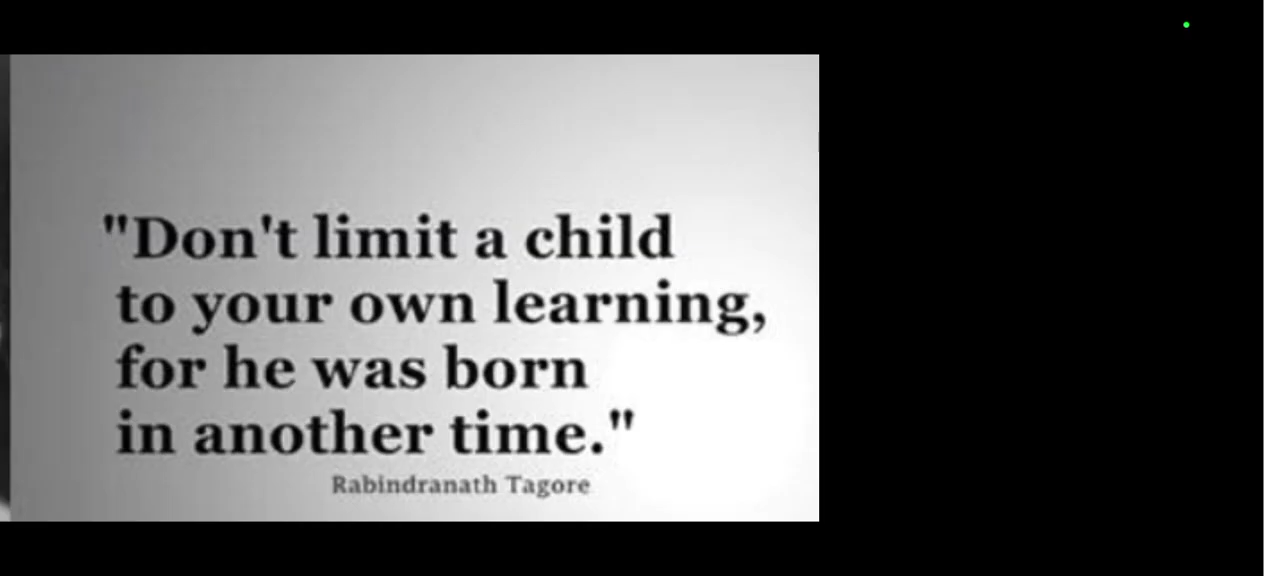 "Don't limit a child
to your own learning,
for he was born
in another time."
Rabindranath Tagore